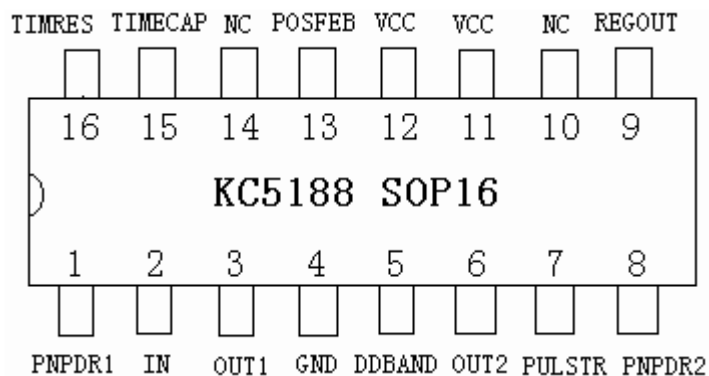 TIMRES TIMECAP NC POSFEB VCC VCC NC REGOUT
16 15 14 13 12 11 10 9
KC5188 SOP16
1 2 3 4 5 6 7 8
PNPDR1 IN OUT1 GND DDBAND OUT2 PULSTR PNPDR2